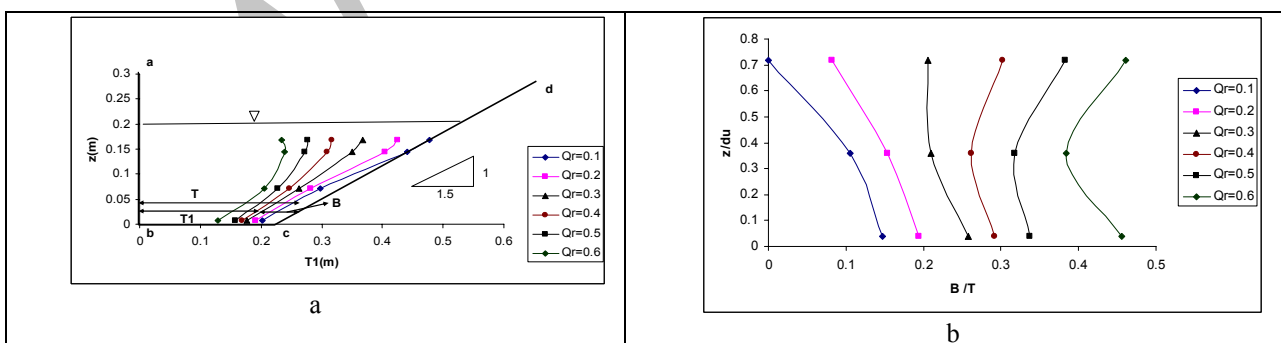 a
0.3
0.25
0.2
0.15
0.1
0.05
0
z(m)
d
T
T1
B
b
c
1
1.5
0
0.1
0.2
0.3
0.4
0.5
0.6
T1(m)
Qr=0.1
Qr=0.2
Qr=0.3
Qr=0.4
Qr=0.5
Qr=0.6
a
0.8
0.7
0.6
0.5
0.4
0.3
0.2
0.1
0
z/du
0
0.1
0.2
0.3
0.4
0.5
B /T
Qr=0.1
Qr=0.2
Qr=0.3
Qr=0.4
Qr=0.5
Qr=0.6
b